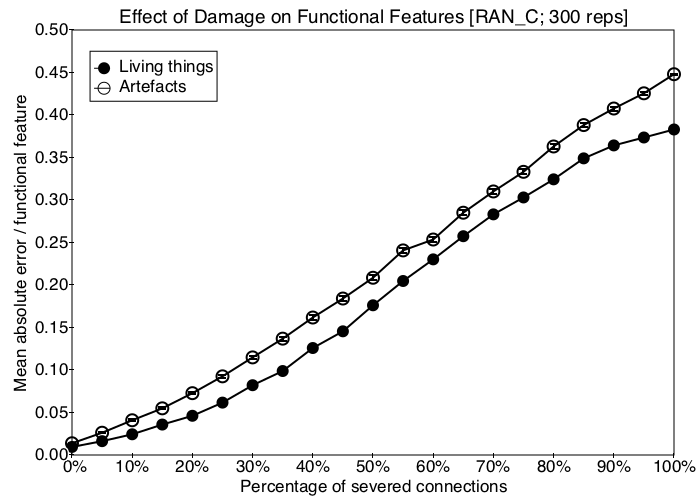 Effect of Damage on Functional Features [RAN_C; 300 reps]
Living things
Artefacts
Mean absolute error / functional feature
0.50
0.45
0.40
0.35
0.30
0.25
0.20
0.15
0.10
0.05
0.00
0% 10% 20% 30% 40% 50% 60% 70% 80% 90% 100%
Percentage of severed connections